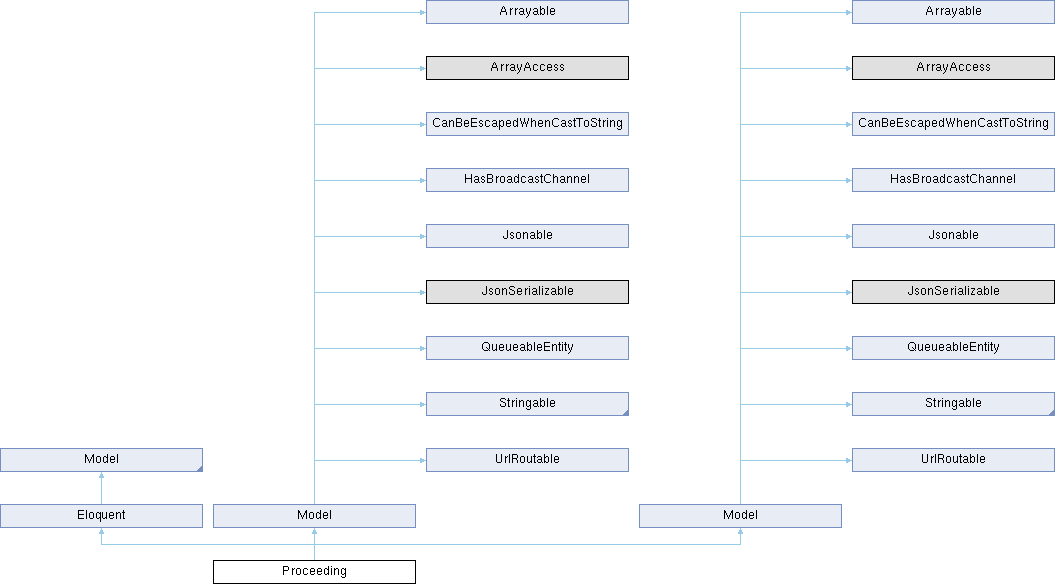 Arrayable
Arrayable
ArrayAccess
ArrayAccess
CanBeEscapedWhenCastToString
CanBeEscapedWhenCastToString
HasBroadcastChannel
HasBroadcastChannel
Jsonable
Jsonable
JsonSerializable
JsonSerializable
QueueableEntity
QueueableEntity
Stringable
Stringable
Model
UrlRoutable
UrlRoutable
Eloquent
Model
Model
Proceeding